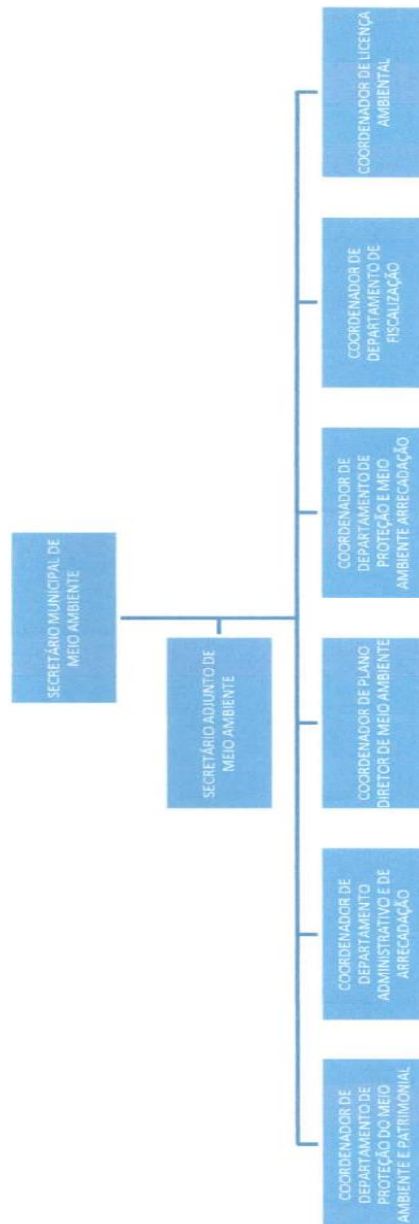 SECRETÁRIO MUNICIPAL DE
MEIO AMBIENTE
SECRETÁRIO ADJUNTO DE
MEIO AMBIENTE
COORDENADOR DE
DEPARTAMENTO DE
PROTEÇÃO DO MEIO
AMBIENTE E PATRIMONIAL
COORDENADOR DE
DEPARTAMENTO
ADMINISTRATIVO E DE
ARRECADAÇÃO
COORDENADOR DE PLANO
DIRETOR DE MEIO AMBIENTE
COORDENADOR DE
DEPARTAMENTO DE
PROTEÇÃO E MEIO
AMBIENTE ARRECADAÇÃO
COORDENADOR DE
DEPARTAMENTO DE
FISCALIZAÇÃO
COORDENADOR DE LICENÇA
AMBIENTAL